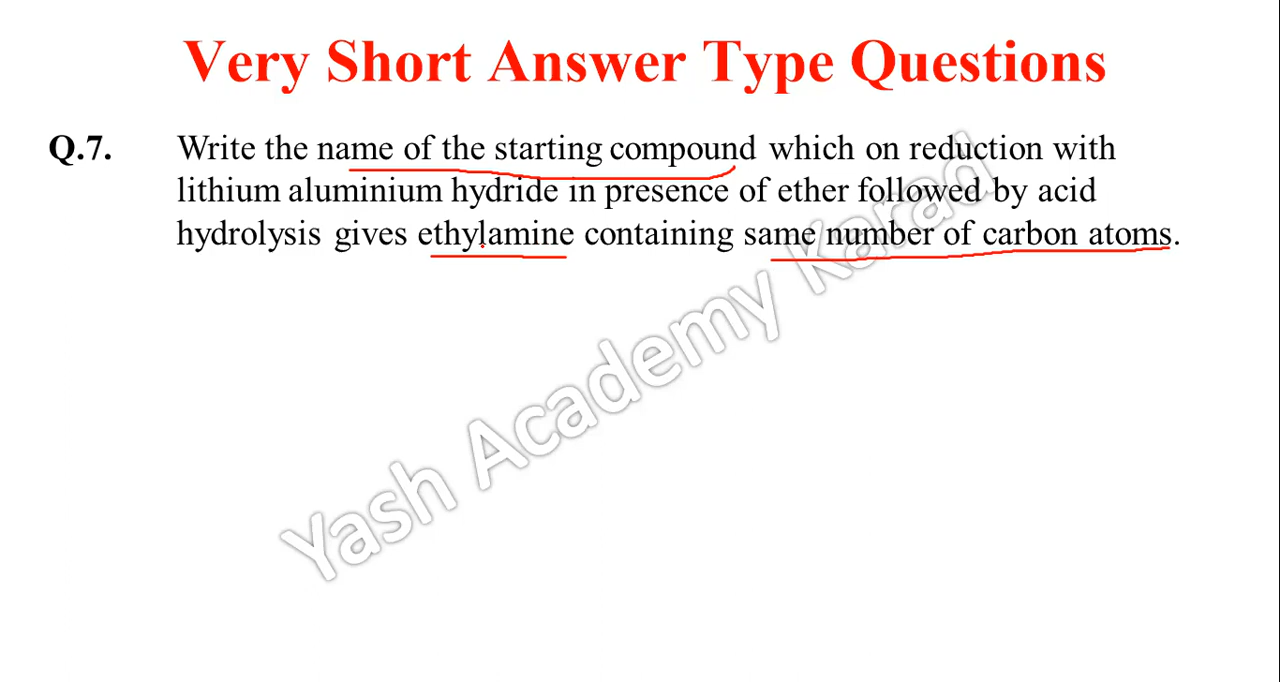 Very Short Answer Type Questions
Q.7. Write the name of the starting compound which on reduction with
lithium aluminium hydride in presence of ether followed by acid
hydrolysis gives ethylamine containing same number of carbon atoms.
Yash Academy Karad